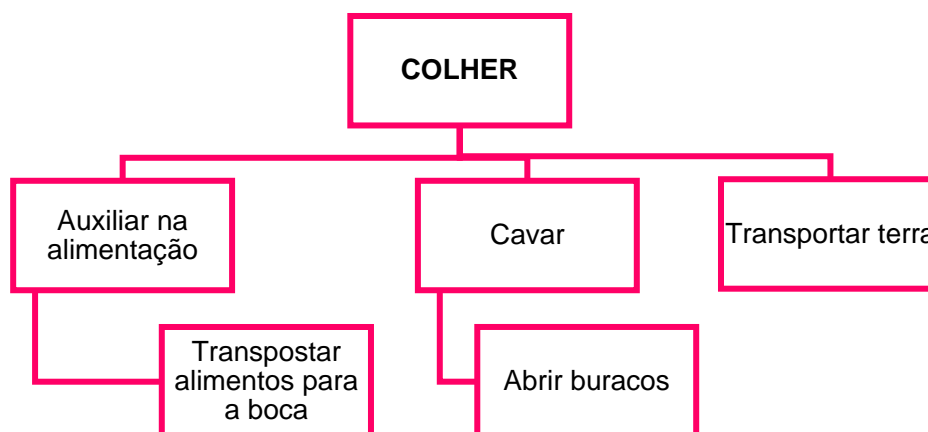 COLHER
Auxiliar na
alimentação
Cavar
Transportar terra
Transpostar
alimentos para
a boca
Abrir buracos